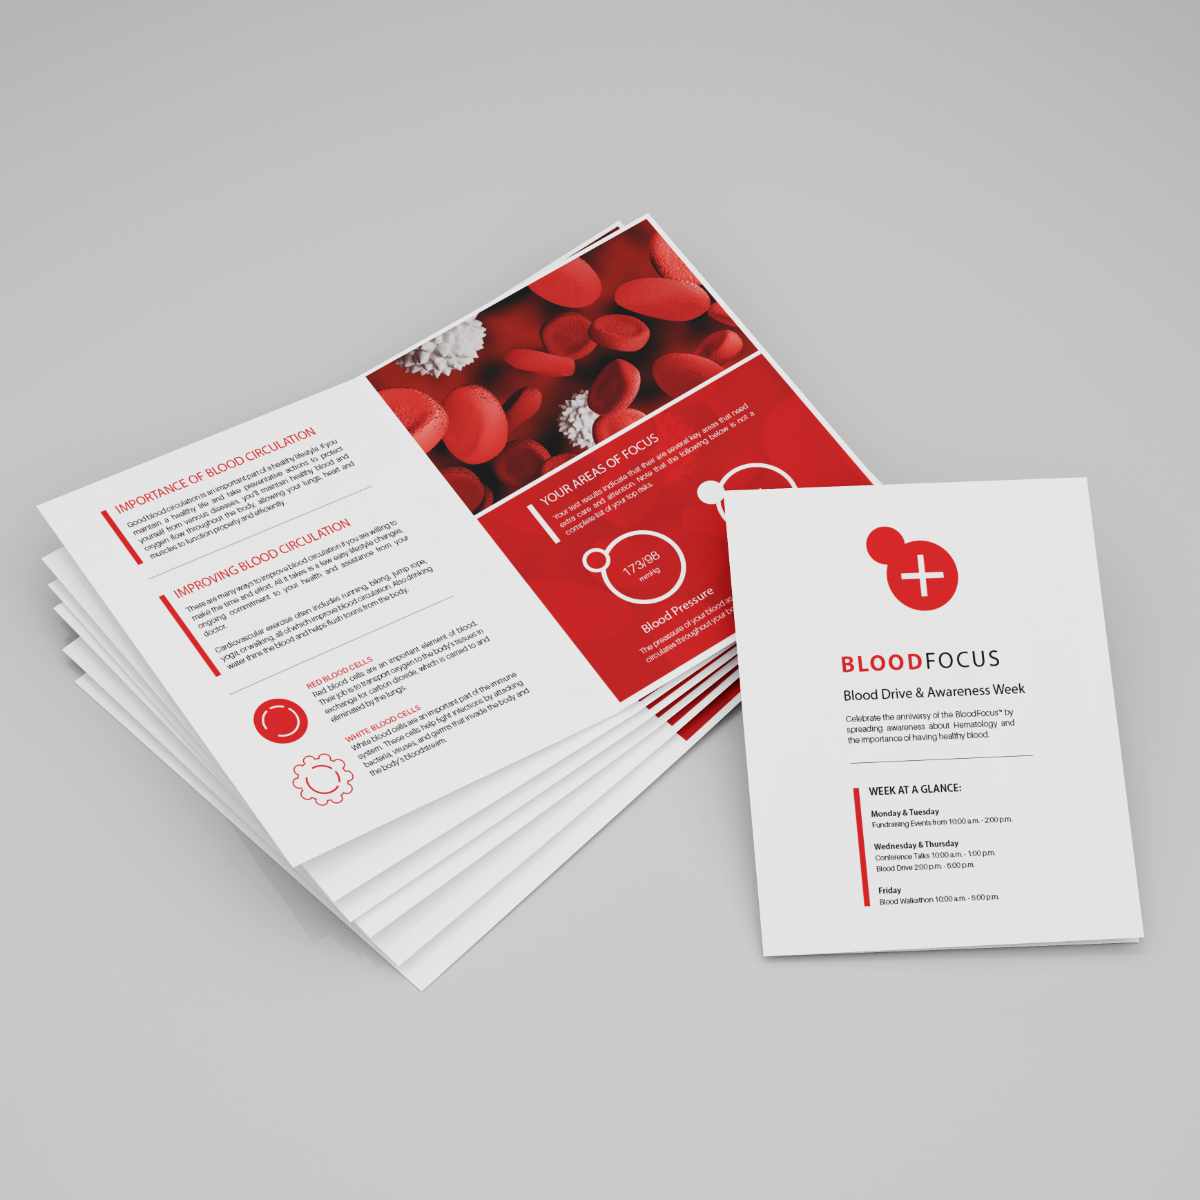 IMPORTANCE OF BLOOD CIRCULATION
Good blood circulation is an important part of a healthy lifestyle. If you
maintain a healthy life and take preventative actions to protect
yourself from various diseases, you'll maintain healthy blood and
oxygen flow throughout the body, allowing your lungs, heart and
muscles to function properly and efficiently.
IMPROVING BLOOD CIRCULATION
There are many ways to improve blood circulation if you are willing to
make the time and effort. All it takes is a few easy lifestyle changes,
ongoing commitment to your health, and assistance from your
doctor.
Cardiovascular exercise often includes running, biking, jump rope,
yoga, or walking, all of which improve blood circulation. Also drinking
water thins the blood and helps flush toxins from the body.
RED BLOOD CELLS
Red blood cells are an important element of blood.
Their job is to transport oxygen to the body's tissues in
exchange for carbon dioxide, which is carried to and
eliminated by the lungs.
WHITE BLOOD CELLS
White blood cells are an important part of the immune
system. These cells help fight infections by attacking
bacteria, viruses, and germs that invade the body and
the body's bloodstream.
YOUR AREAS OF FOCUS
Your test results indicate that their are several key areas that need
extra care and attention. Note that the following below is not a
complete list of your top risks.
173/98
mmHg
Blood Pressure
The preasure of your blood as
circulates throughout your
BLOODFOCUS
Blood Drive & Awareness Week
Celebrate the anniversy of the BloodFocus™ by
spreading awareness about Hematology and
the importance of having healthy blood.
WEEK AT A GLANCE:
Monday & Tuesday
Fundraising Events from 10:00 a.m. - 2:00 p.m.
Wednesday & Thursday
Conference Talks 10:00 a.m. - 1:00 p.m.
Blood Drive 2:00 p.m. - 6:00 p.m.
Friday
Blood Walkathon 10:00 a.m. - 6:00 p.m.